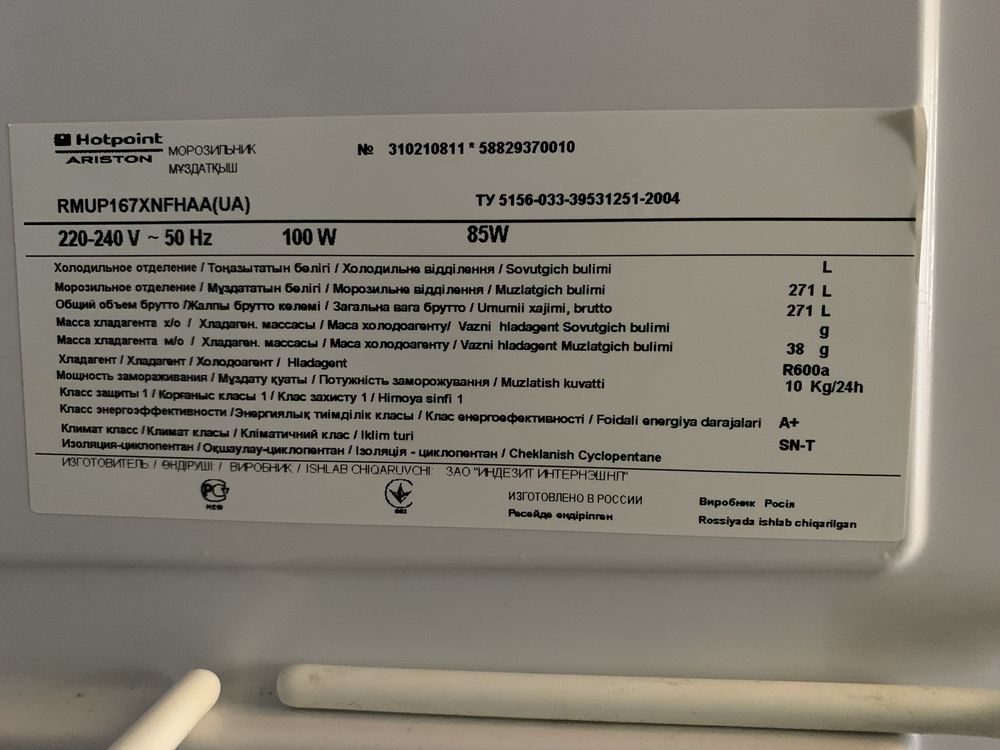 Hotpoint
ARISTON
МОРОЗИЛЬНИК
МҰЗДАТҚЫШ
№ 310210811 * 58829370010
RMUP167XNFHAA(UA)
ТУ 5156-033-39531251-2004
220-240 V ~ 50 Hz 100 W 85W
Холодильное отделение / Тоңазытатын бөлігі / Холодильне відділення / Sovutgich bulimi L
Морозильное отделение / Мұздататын бөлігі / Морозильне відділення / Muzlatgich bulimi 271 L
Общий объем брутто /Жалпы брутто көлемі / Загальна вага брутто / Umumii xajimi, brutto 271 L
Масса хладагента х/о / Хладаген. массасы / Маса холодоагенту/ Vazni hladagent Sovutgich bulimi g
Масса хладагента м/о / Хладаген. массасы / Маса холодоагенту / Vazni hladagent Muzlatgich bulimi 38 g
Хладагент / Хладагент / Холодоагент / Hladagent R600a
Мощность замораживания / Мұздату қуаты / Потужність заморожування / Muzlatish kuvatti 10 Kg/24h
Класс защиты 1 / Корғаныс класы 1 / Клас захисту 1 / Himoya sinfi 1
Класс энергоэффективности /Энергиялық тиімділік класы / Клас енергоефективності / Foidali energiya darajalari A+
Климат класс / Климат класы / Кліматичний клас / Iklim turi SN-T
Изоляция-циклопентан / Оқшаулау-циклопентан / Ізоляція - циклопентан / Cheklanish Cyclopentane
ИЗГОТОВИТЕЛЬ / ӨНДІРУШІ / ВИРОБНИК / ISHLAB CHIQARUVCHI: ЗАО "ИНДЕЗИТ ИНТЕРНЭШНЛ"
ИЗГОТОВЛЕНО В РОССИИ
Ресейде өндірілген
Виробник Росія
Rossiyada ishlab chiqarilgan